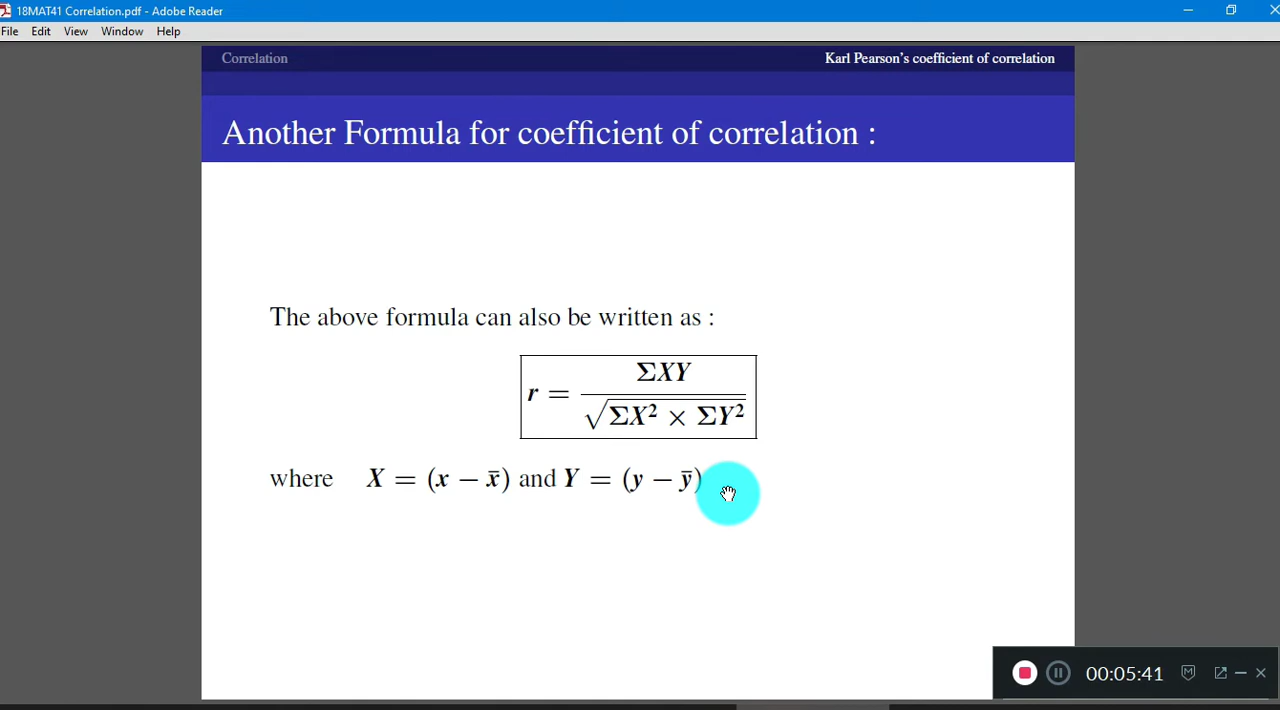 18MAT41 Correlation.pdf - Adobe Reader
File Edit View Window Help
Correlation Karl Pearson's coefficient of correlation
Another Formula for coefficient of correlation :
The above formula can also be written as :
r = ΣXY / √(ΣX² × ΣY²)
where X = (x − x̄) and Y = (y − ȳ)
00:05:41